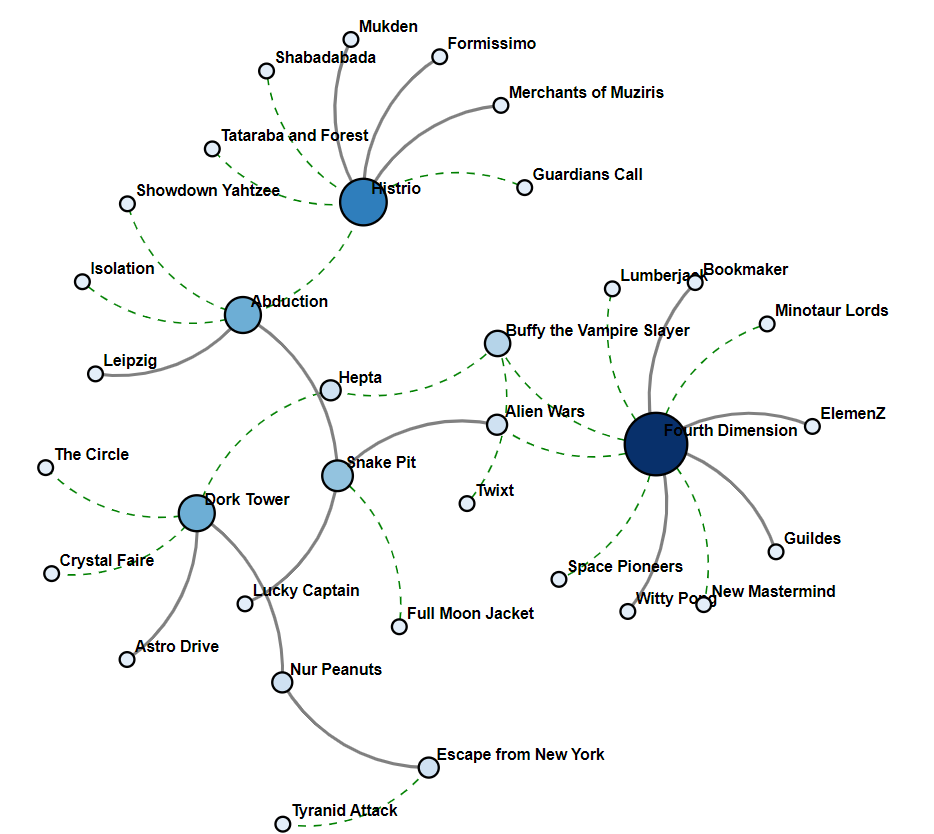 Mukden
Formissimo
Shabadabada
Merchants of Muziris
Tataraba and Forest
Guardians Call
Histrio
Showdown Yahtzee
Isolation
Lumberjack
Bookmaker
Abduction
Minotaur Lords
Buffy the Vampire Slayer
Leipzig
Hepta
Alien Wars
ElemenZ
Fourth Dimension
The Circle
Snake Pit
Twixt
Dork Tower
Guildes
Crystal Faire
Space Pioneers
Lucky Captain
New Mastermind
Witty Pong
Full Moon Jacket
Astro Drive
Nur Peanuts
Escape from New York
Tyranid Attack